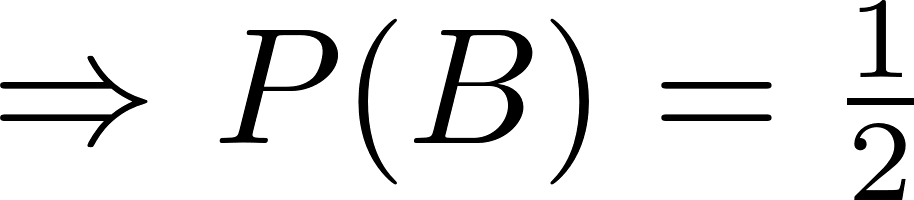 ⇒ P(B) = 1/2